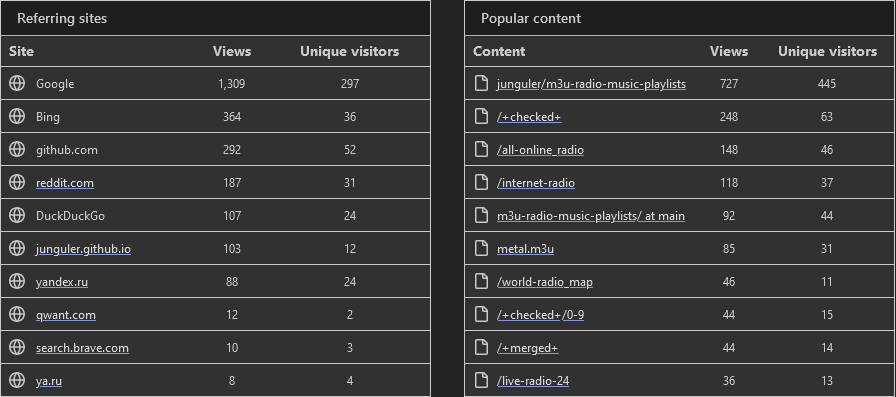 Referring sites
Site Views Unique visitors
Google 1,309 297
Bing 364 36
github.com 292 52
reddit.com 187 31
DuckDuckGo 107 24
junguler.github.io 103 12
yandex.ru 88 24
qwant.com 12 2
search.brave.com 10 3
ya.ru 8 4
Popular content
Content Views Unique visitors
junguler/m3u-radio-music-playlists 727 445
/+checked+ 248 63
/all-online_radio 148 46
/internet-radio 118 37
m3u-radio-music-playlists/ at main 92 44
metal.m3u 85 31
/world-radio_map 46 11
/+checked+/0-9 44 15
/+merged+ 44 14
/live-radio-24 36 13